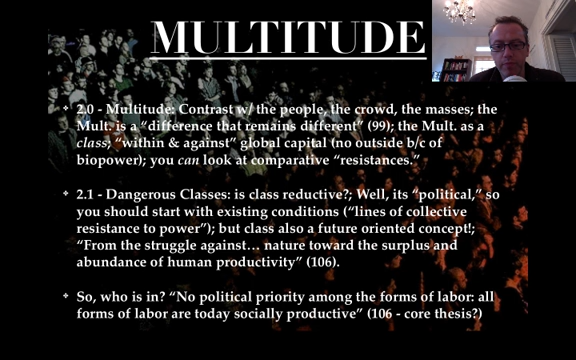 MULTITUDE
2.0 - Multitude: Contrast w/ the people, the crowd, the masses; the
Mult. is a “difference that remains different” (99); the Mult. as a
class; “within & against” global capital (no outside b/c of
biopower); you can look at comparative “resistances.”
2.1 - Dangerous Classes: is class reductive?; Well, its “political,” so
you should start with existing conditions (“lines of collective
resistance to power”); but class also a future oriented concept!;
“From the struggle against… nature toward the surplus and
abundance of human productivity” (106).
So, who is in? “No political priority among the forms of labor: all
forms of labor are today socially productive” (106 - core thesis?)